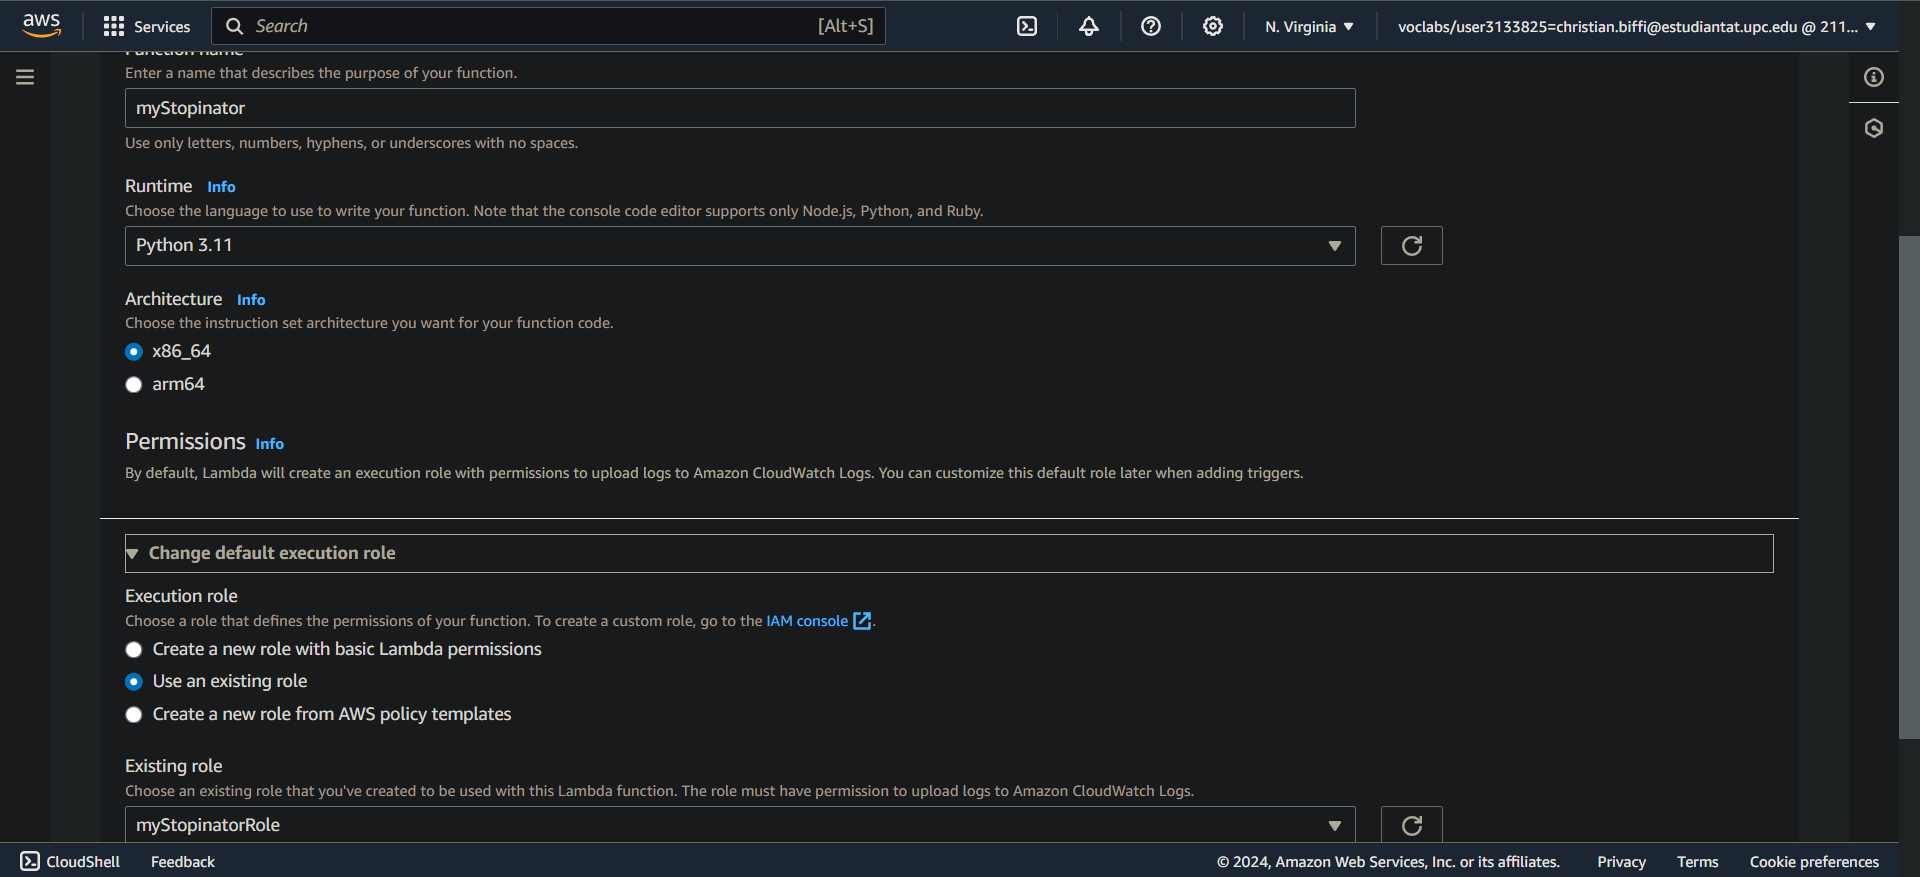 aws
Services
Search
[Alt+S]
N. Virginia
voclabs/user3133825=christian.biffi@estudiantat.upc.edu @ 211...
Function name
Enter a name that describes the purpose of your function.
myStopinator
Use only letters, numbers, hyphens, or underscores with no spaces.
Runtime Info
Choose the language to use to write your function. Note that the console code editor supports only Node.js, Python, and Ruby.
Python 3.11
Architecture Info
Choose the instruction set architecture you want for your function code.
x86_64
arm64
Permissions Info
By default, Lambda will create an execution role with permissions to upload logs to Amazon CloudWatch Logs. You can customize this default role later when adding triggers.
Change default execution role
Execution role
Choose a role that defines the permissions of your function. To create a custom role, go to the IAM console.
Create a new role with basic Lambda permissions
Use an existing role
Create a new role from AWS policy templates
Existing role
Choose an existing role that you've created to be used with this Lambda function. The role must have permission to upload logs to Amazon CloudWatch Logs.
myStopinatorRole
CloudShell
Feedback
© 2024, Amazon Web Services, Inc. or its affiliates.
Privacy
Terms
Cookie preferences